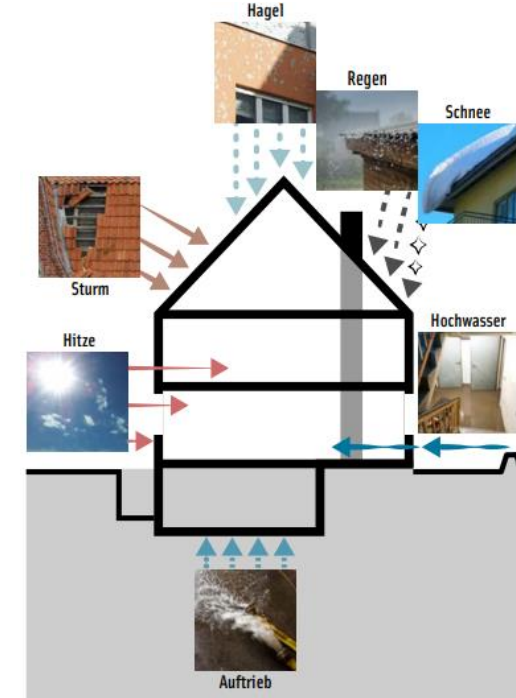 Hagel
Regen
Schnee
Sturm
Hitze
Hochwasser
Auftrieb